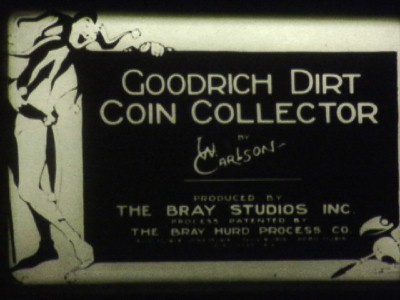 GOODRICH DIRT
COIN COLLECTOR
BY
W CARLSON
PRODUCED BY
THE BRAY STUDIOS INC.
PROCESS PATENTED BY
THE BRAY HURD PROCESS CO.